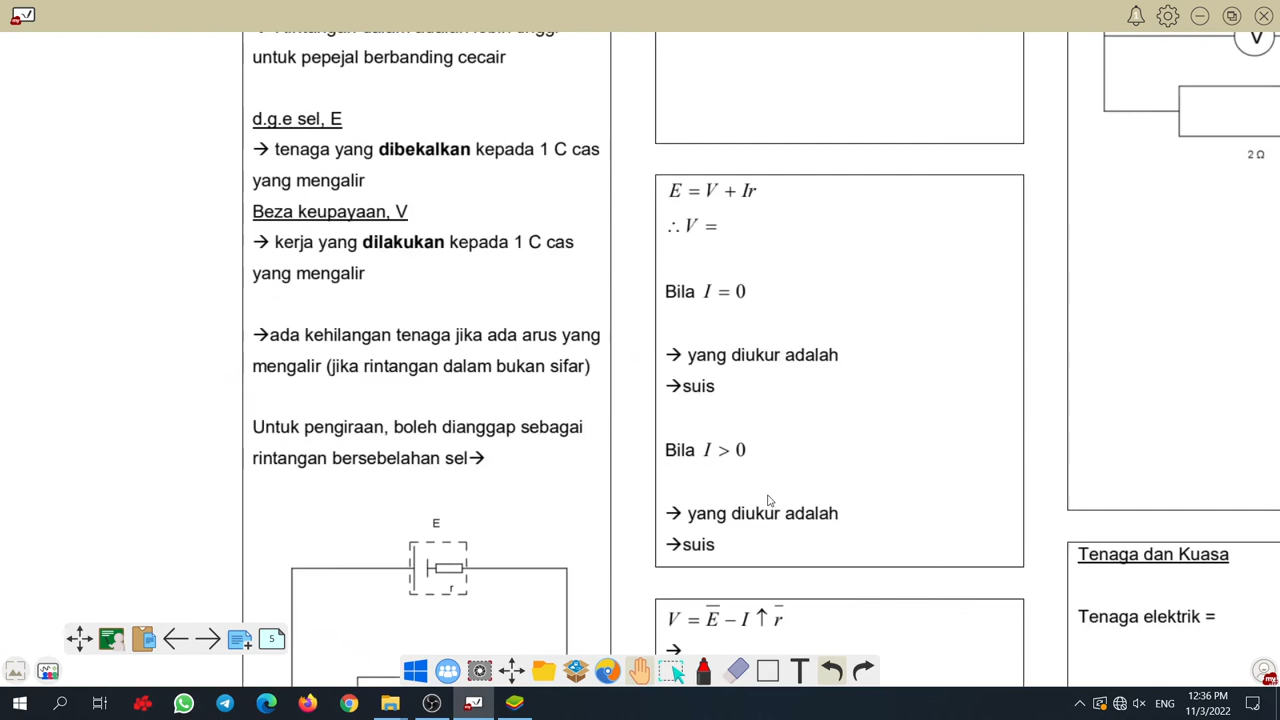 untuk pepejal berbanding cecair
d.g.e sel, E
→ tenaga yang dibekalkan kepada 1 C cas
yang mengalir
Beza keupayaan, V
→ kerja yang dilakukan kepada 1 C cas
yang mengalir
→ada kehilangan tenaga jika ada arus yang
mengalir (jika rintangan dalam bukan sifar)
Untuk pengiraan, boleh dianggap sebagai
rintangan bersebelahan sel→
E
r
E = V + Ir
∴ V =
Bila I = 0
→ yang diukur adalah
→suis
Bila I > 0
→ yang diukur adalah
→suis
V = E̅ − I ↑ r̅
→
V
2 Ω
Tenaga dan Kuasa
Tenaga elektrik =
5
12:36 PM
ENG
11/3/2022